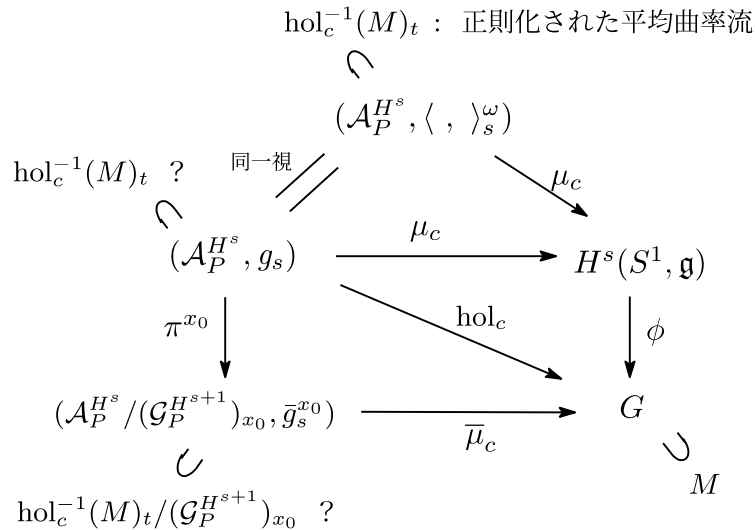 hol_c^{-1}(M)_t : 正則化された平均曲率流
∪
(𝒜_P^{H^s}, ⟨ , ⟩_s^ω)
同一視
μ_c
hol_c^{-1}(M)_t ?
∪
(𝒜_P^{H^s}, g_s)
μ_c
H^s(S^1, 𝔤)
π^{x_0}
hol_c
φ
(𝒜_P^{H^s}/(𝒢_P^{H^{s+1}})_{x_0}, ḡ_s^{x_0})
μ̅_c
G
∪
M
∪
hol_c^{-1}(M)_t/(𝒢_P^{H^{s+1}})_{x_0} ?